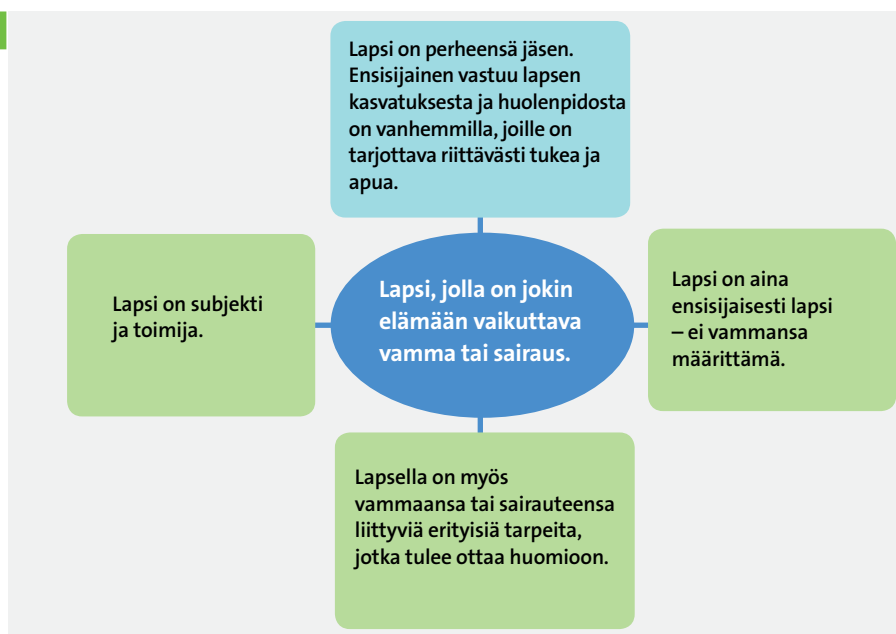 Lapsi on perheensä jäsen.
Ensisijainen vastuu lapsen
kasvatuksesta ja huolenpidosta
on vanhemmilla, joille on
tarjottava riittävästi tukea ja
apua.
Lapsi on subjekti
ja toimija.
Lapsi, jolla on jokin
elämään vaikuttava
vamma tai sairaus.
Lapsi on aina
ensisijaisesti lapsi
– ei vammansa
määrittämä.
Lapsella on myös
vammaansa tai sairauteensa
liittyviä erityisiä tarpeita,
jotka tulee ottaa huomioon.